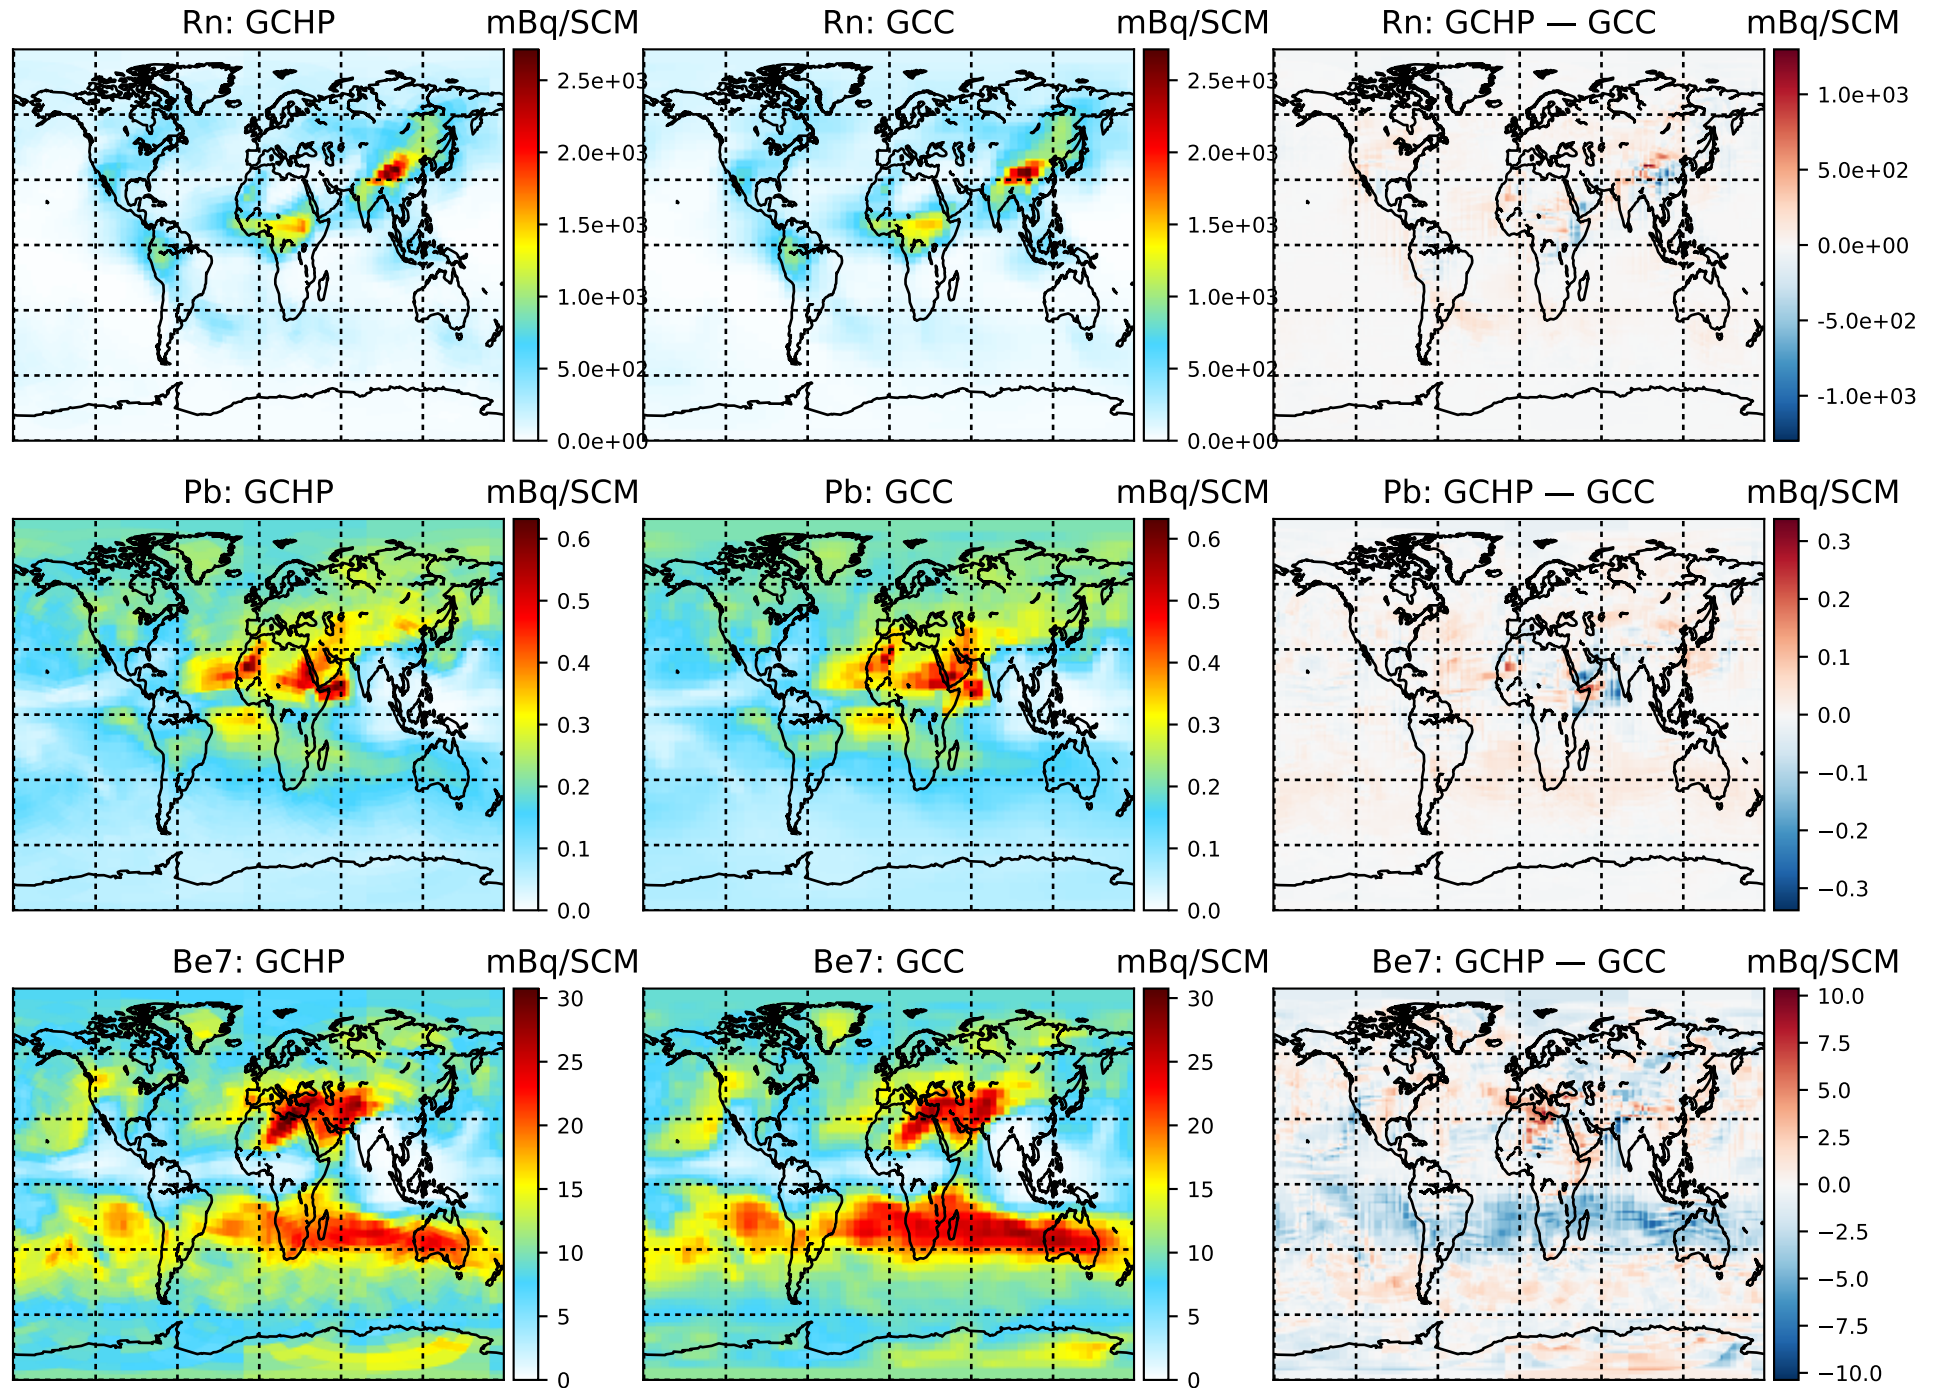 Rn: GCHP mBq/SCM Rn: GCC mBq/SCM Rn: GCHP — GCC mBq/SCM
2.5e+03 2.5e+03 1.0e+03
2.0e+03 2.0e+03 5.0e+02
1.5e+03 1.5e+03 0.0e+00
1.0e+03 1.0e+03 -5.0e+02
5.0e+02 5.0e+02 -1.0e+03
0.0e+00 0.0e+00
Pb: GCHP mBq/SCM Pb: GCC mBq/SCM Pb: GCHP — GCC mBq/SCM
0.6 0.6 0.3
0.5 0.5 0.2
0.4 0.4 0.1
0.3 0.3 0.0
0.2 0.2 −0.1
0.1 0.1 −0.2
0.0 0.0 −0.3
Be7: GCHP mBq/SCM Be7: GCC mBq/SCM Be7: GCHP — GCC mBq/SCM
30 30 10.0
25 25 7.5
20 20 5.0
15 15 2.5
10 10 0.0
5 5 −2.5
0 0 −5.0
−7.5
−10.0